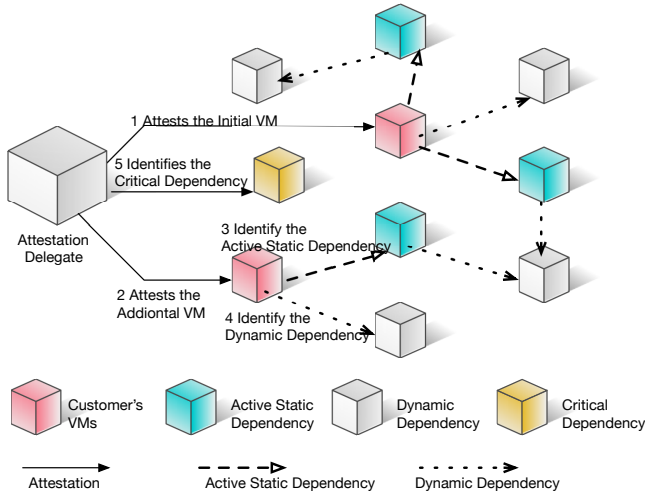 1 Attests the Initial VM
5 Identifies the
Critical Dependency
Attestation
Delegate
3 Identify the
Active Static Dependency
2 Attests the
Addiontal VM
4 Identify the
Dynamic Dependency
Customer's
VMs
Active Static
Dependency
Dynamic
Dependency
Critical
Dependency
Attestation
Active Static Dependency
Dynamic Dependency